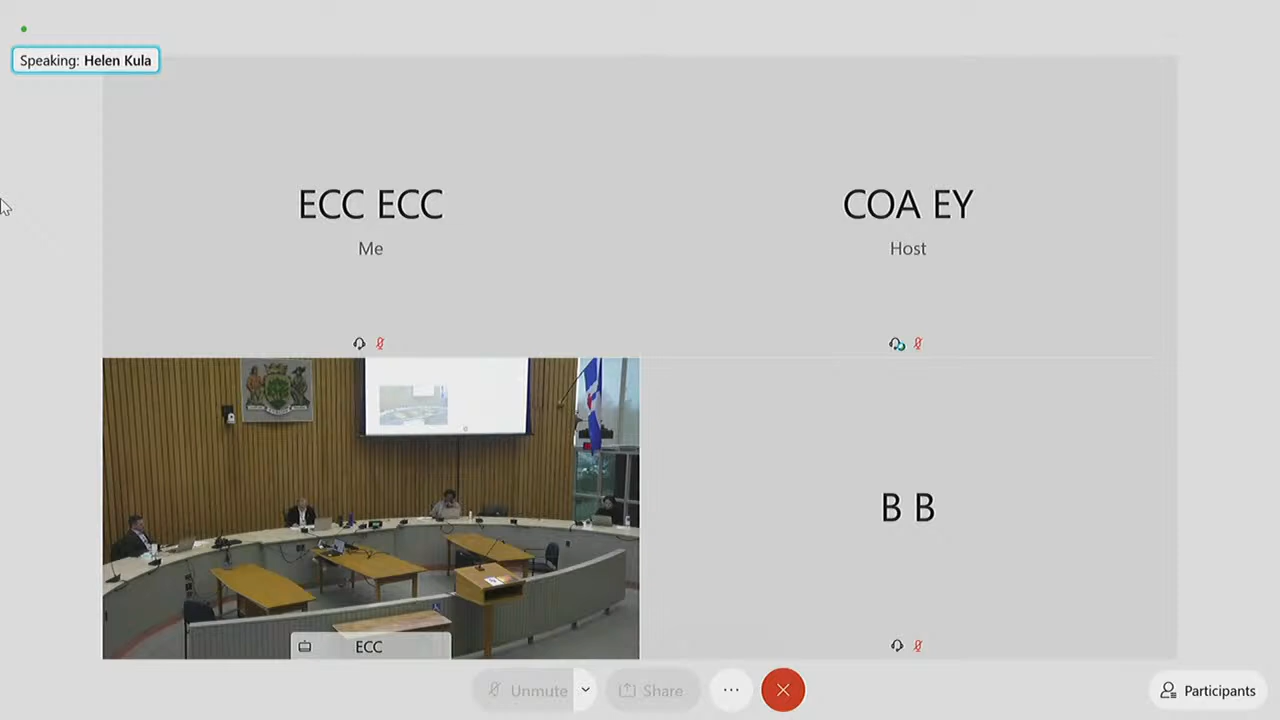 Speaking: Helen Kula
ECC ECC
Me
COA EY
Host
ECC
B B
Unmute
Share
Participants